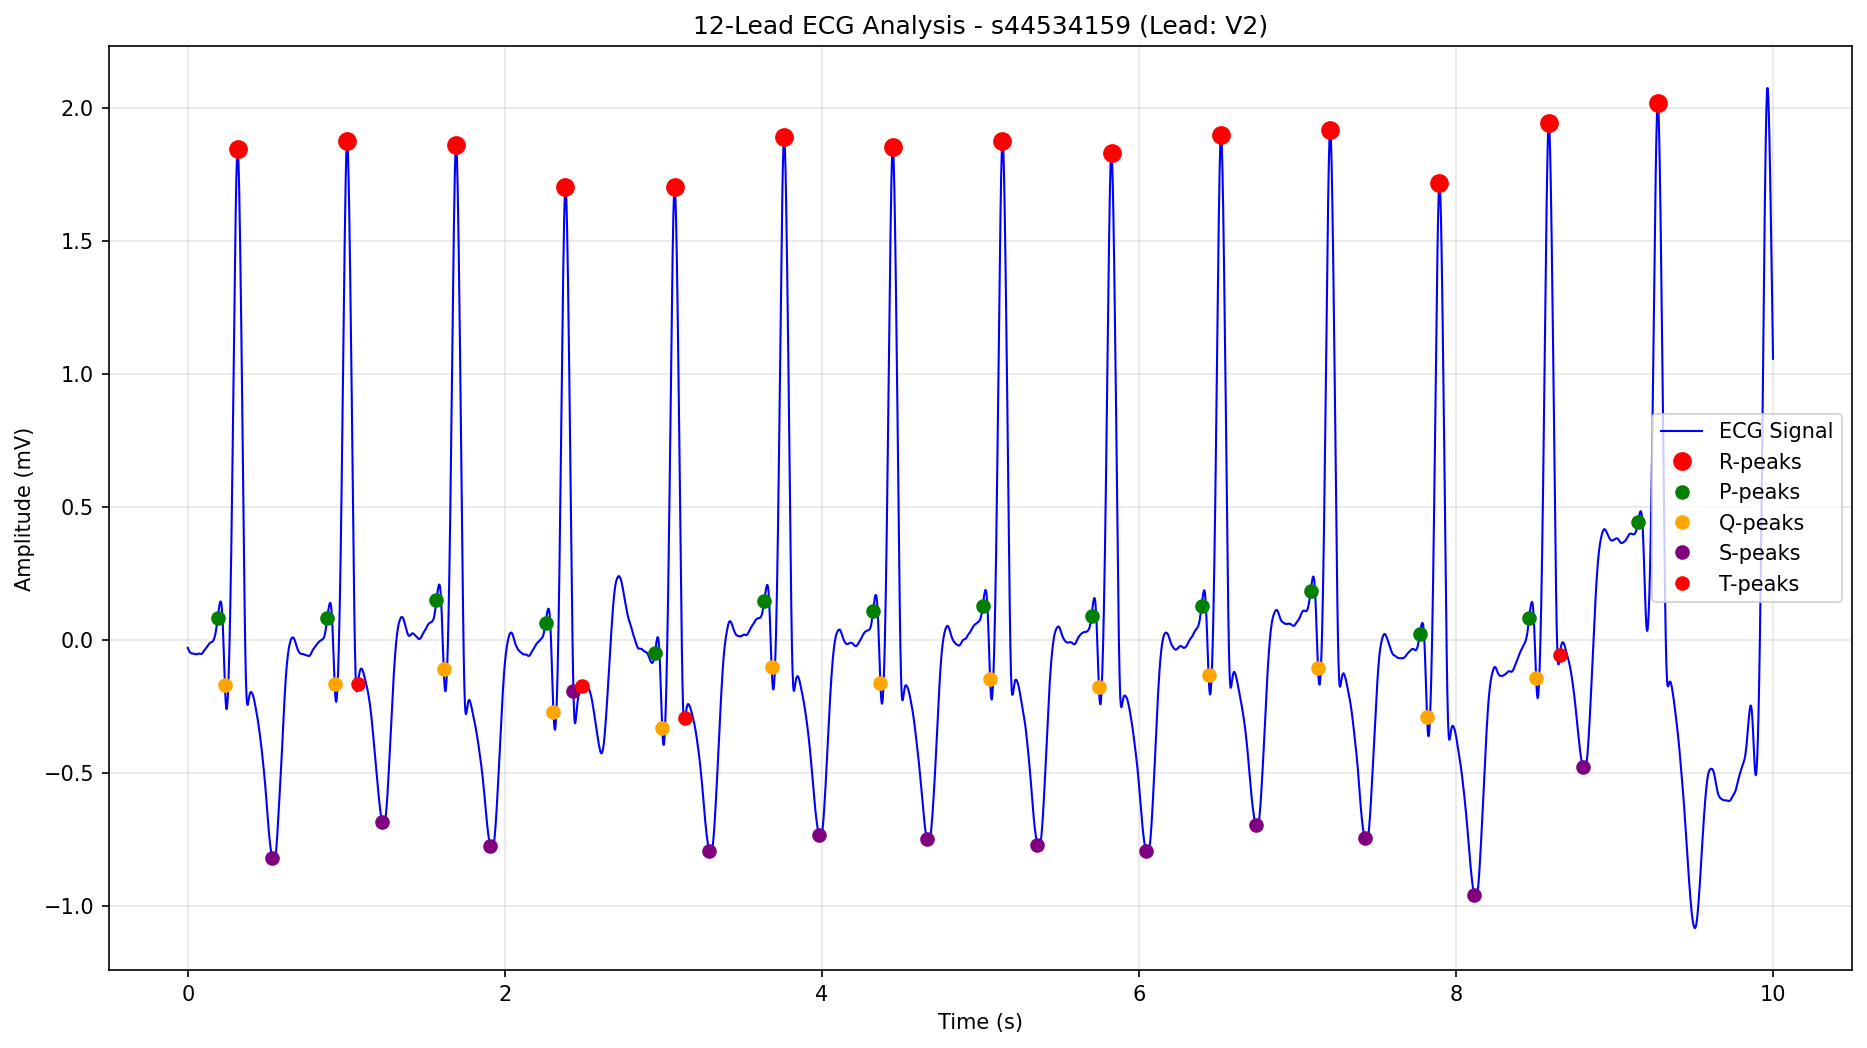 12-Lead ECG Analysis - s44534159 (Lead: V2)
Amplitude (mV)
2.0
1.5
1.0
0.5
0.0
−0.5
−1.0
ECG Signal
R-peaks
P-peaks
Q-peaks
S-peaks
T-peaks
0 2 4 6 8 10
Time (s)